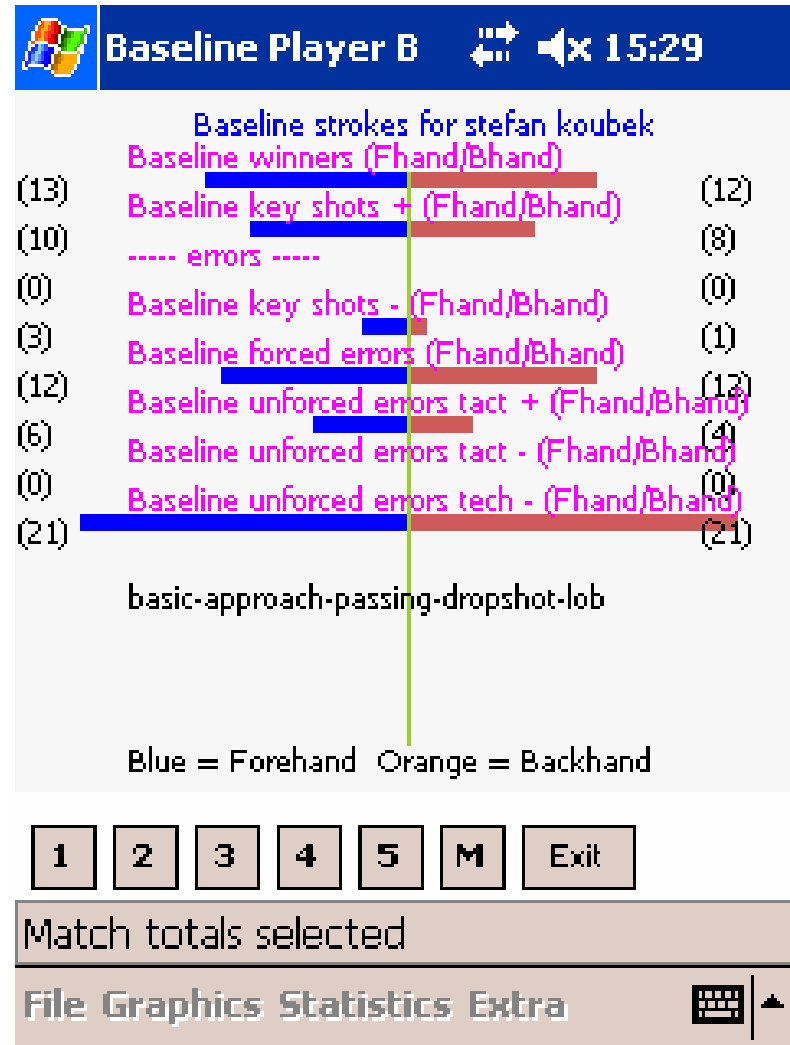 Baseline Player B 15:29
Baseline strokes for stefan koubek
Baseline winners (Fhand/Bhand)
(13) (12)
Baseline key shots + (Fhand/Bhand)
(10) (8)
----- errors -----
(0) (0)
Baseline key shots - (Fhand/Bhand)
(3) (1)
Baseline forced errors (Fhand/Bhand)
(12) (12)
Baseline unforced errors tact + (Fhand/Bhand)
(6) (4)
Baseline unforced errors tact - (Fhand/Bhand)
(0) (0)
Baseline unforced errors tech - (Fhand/Bhand)
(21) (21)
basic-approach-passing-dropshot-lob
Blue = Forehand Orange = Backhand
1 2 3 4 5 M Exit
Match totals selected
File Graphics Statistics Extra